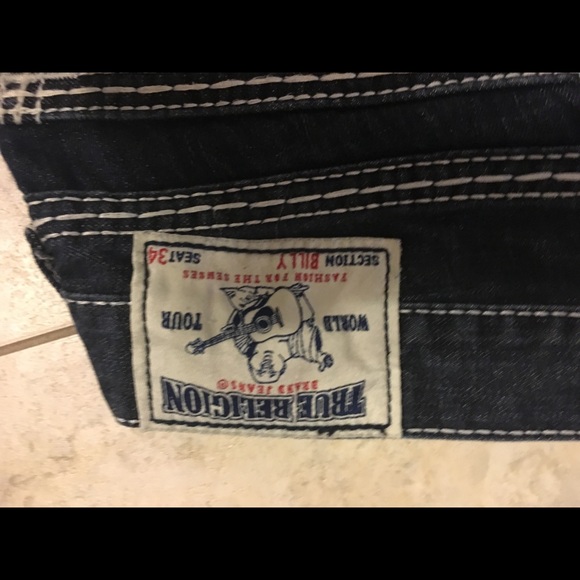 TRUE RELIGION
BRAND JEANS®
WORLD TOUR
FASHION FOR THE SENSES
SECTION BILLY SEAT 34